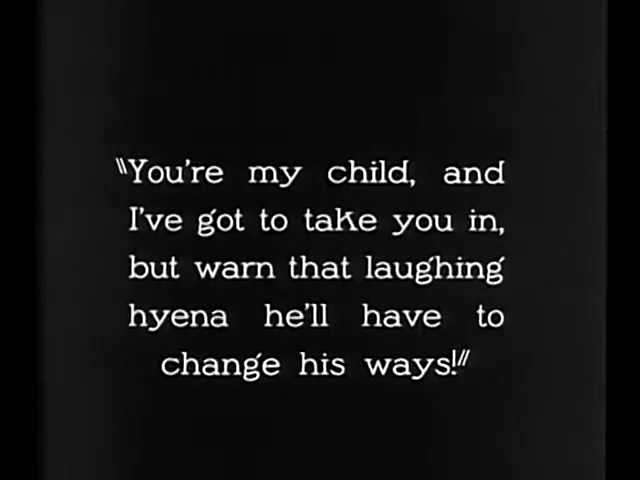 "You're my child, and
I've got to take you in,
but warn that laughing
hyena he'll have to
change his ways!"